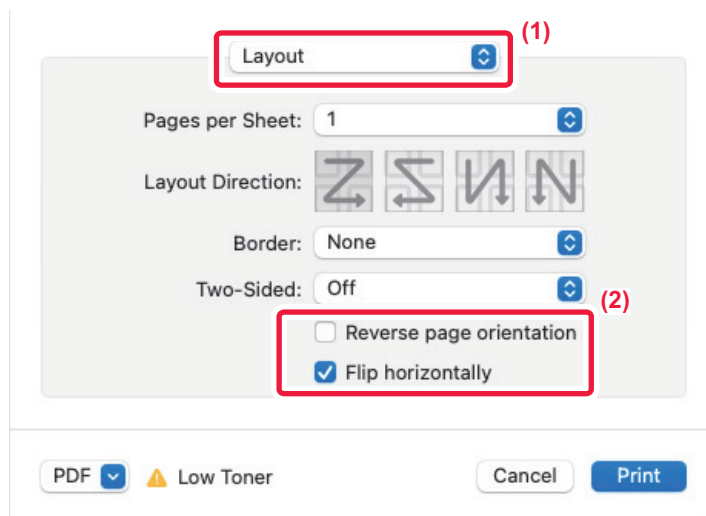 (1)
Layout
Pages per Sheet: 1
Layout Direction:
Border: None
Two-Sided: Off
(2)
Reverse page orientation
Flip horizontally
PDF Low Toner Cancel Print